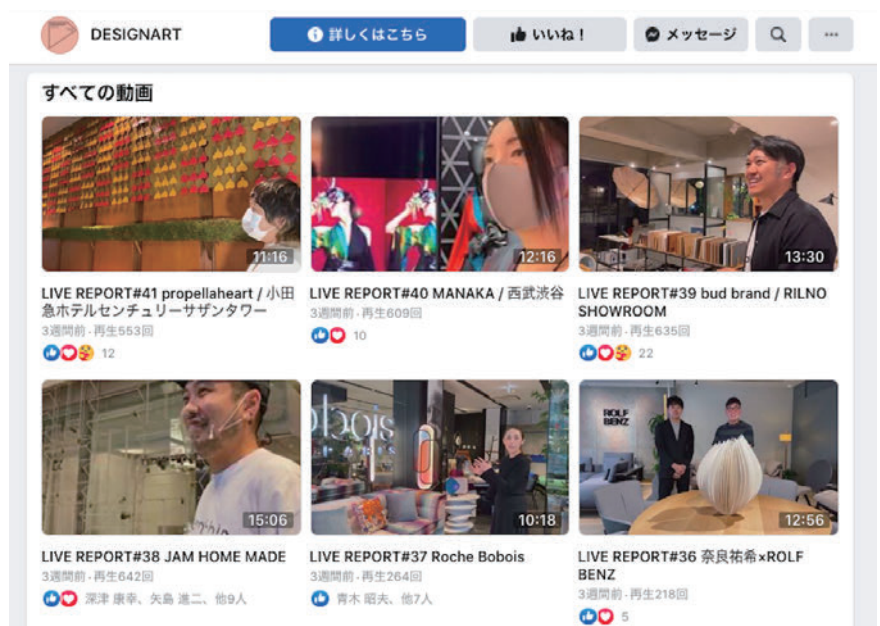 DESIGNART
詳しくはこちら
いいね！
メッセージ
すべての動画
11:16
12:16
13:30
LIVE REPORT#41 propellaheart / 小田
急ホテルセンチュリーサザンタワー
3週間前・再生553回
12
LIVE REPORT#40 MANAKA / 西武渋谷
3週間前・再生609回
10
LIVE REPORT#39 bud brand / RILNO
SHOWROOM
3週間前・再生635回
22
15:06
obois
10:18
ROLF
BENZ
12:56
LIVE REPORT#38 JAM HOME MADE
3週間前・再生642回
深津 康幸、矢島 進二、他9人
LIVE REPORT#37 Roche Bobois
3週間前・再生264回
青木 昭夫、他7人
LIVE REPORT#36 奈良祐希×ROLF
BENZ
3週間前・再生218回
5